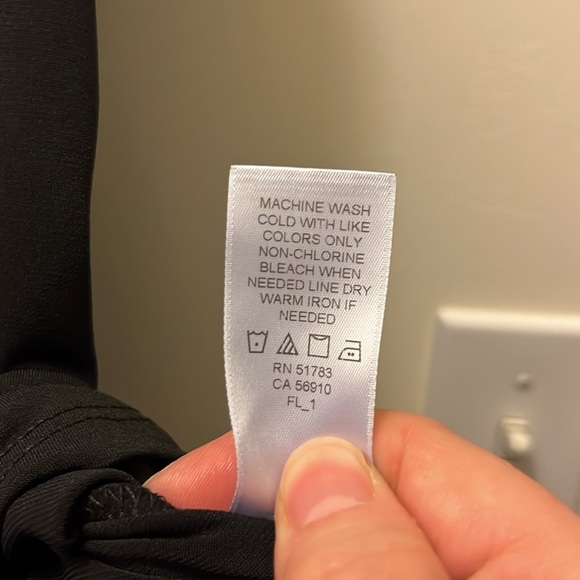 MACHINE WASH
COLD WITH LIKE
COLORS ONLY
NON-CHLORINE
BLEACH WHEN
NEEDED LINE DRY
WARM IRON IF
NEEDED
RN 51783
CA 56910
FL_1